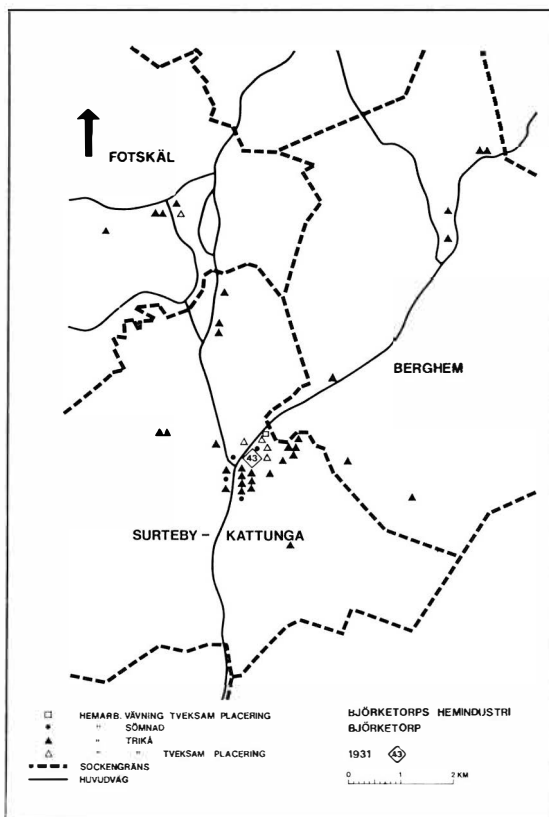 FOTSKÄL
BERGHEM
43
SURTEBY – KATTUNGA
HEMARB. VÄVNING TVEKSAM PLACERING
" SÖMNAD
" TRIKÅ
" " TVEKSAM PLACERING
SOCKENGRÄNS
HUVUDVÄG
BJÖRKETORPS HEMINDUSTRI
BJÖRKETORP
1931 43
0 1 2 KM